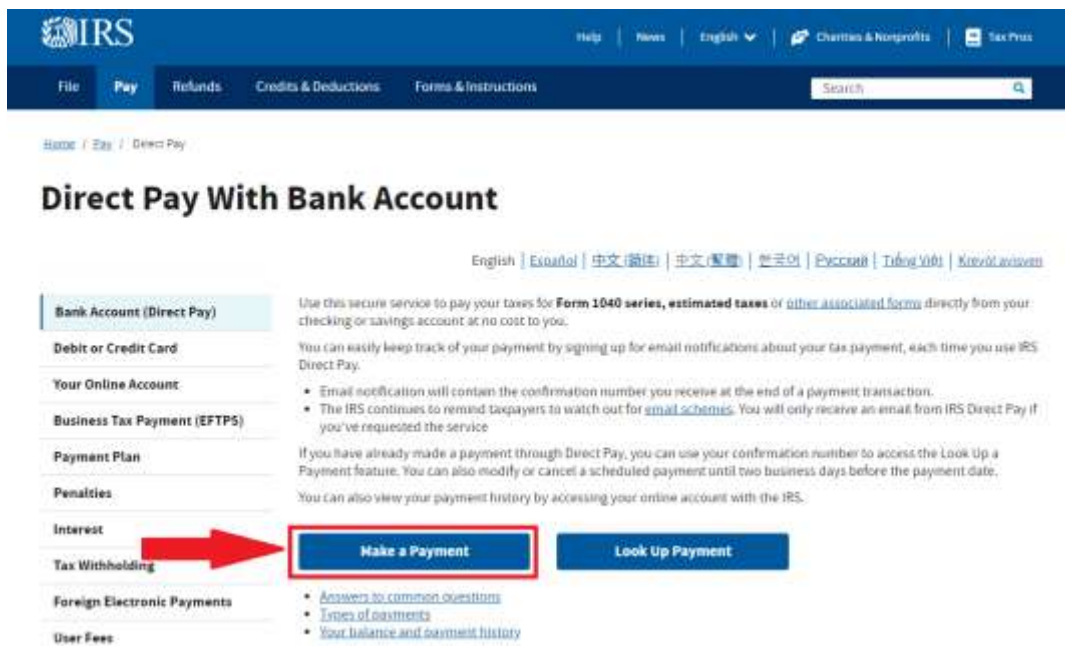 IRS
Help | News | English | Charities & Nonprofits | Tax Pros
File Pay Refunds Credits & Deductions Forms & Instructions Search
Home / Pay / Direct Pay
Direct Pay With Bank Account
English | Español | 中文 (简体) | 中文 (繁體) | 한국어 | Русский | Tiếng Việt | Kreyòl ayisyen
Bank Account (Direct Pay)
Debit or Credit Card
Your Online Account
Business Tax Payment (EFTPS)
Payment Plan
Penalties
Interest
Tax Withholding
Foreign Electronic Payments
User Fees
Use this secure service to pay your taxes for Form 1040 series, estimated taxes or other associated forms directly from your
checking or savings account at no cost to you.
You can easily keep track of your payment by signing up for email notifications about your tax payment, each time you use IRS
Direct Pay.
• Email notification will contain the confirmation number you receive at the end of a payment transaction.
• The IRS continues to remind taxpayers to watch out for email schemes. You will only receive an email from IRS Direct Pay if
you've requested the service
If you have already made a payment through Direct Pay, you can use your confirmation number to access the Look Up a
Payment feature. You can also modify or cancel a scheduled payment until two business days before the payment date.
You can also view your payment history by accessing your online account with the IRS.
Make a Payment Look Up Payment
• Answers to common questions
• Types of payments
• Your balance and payment history